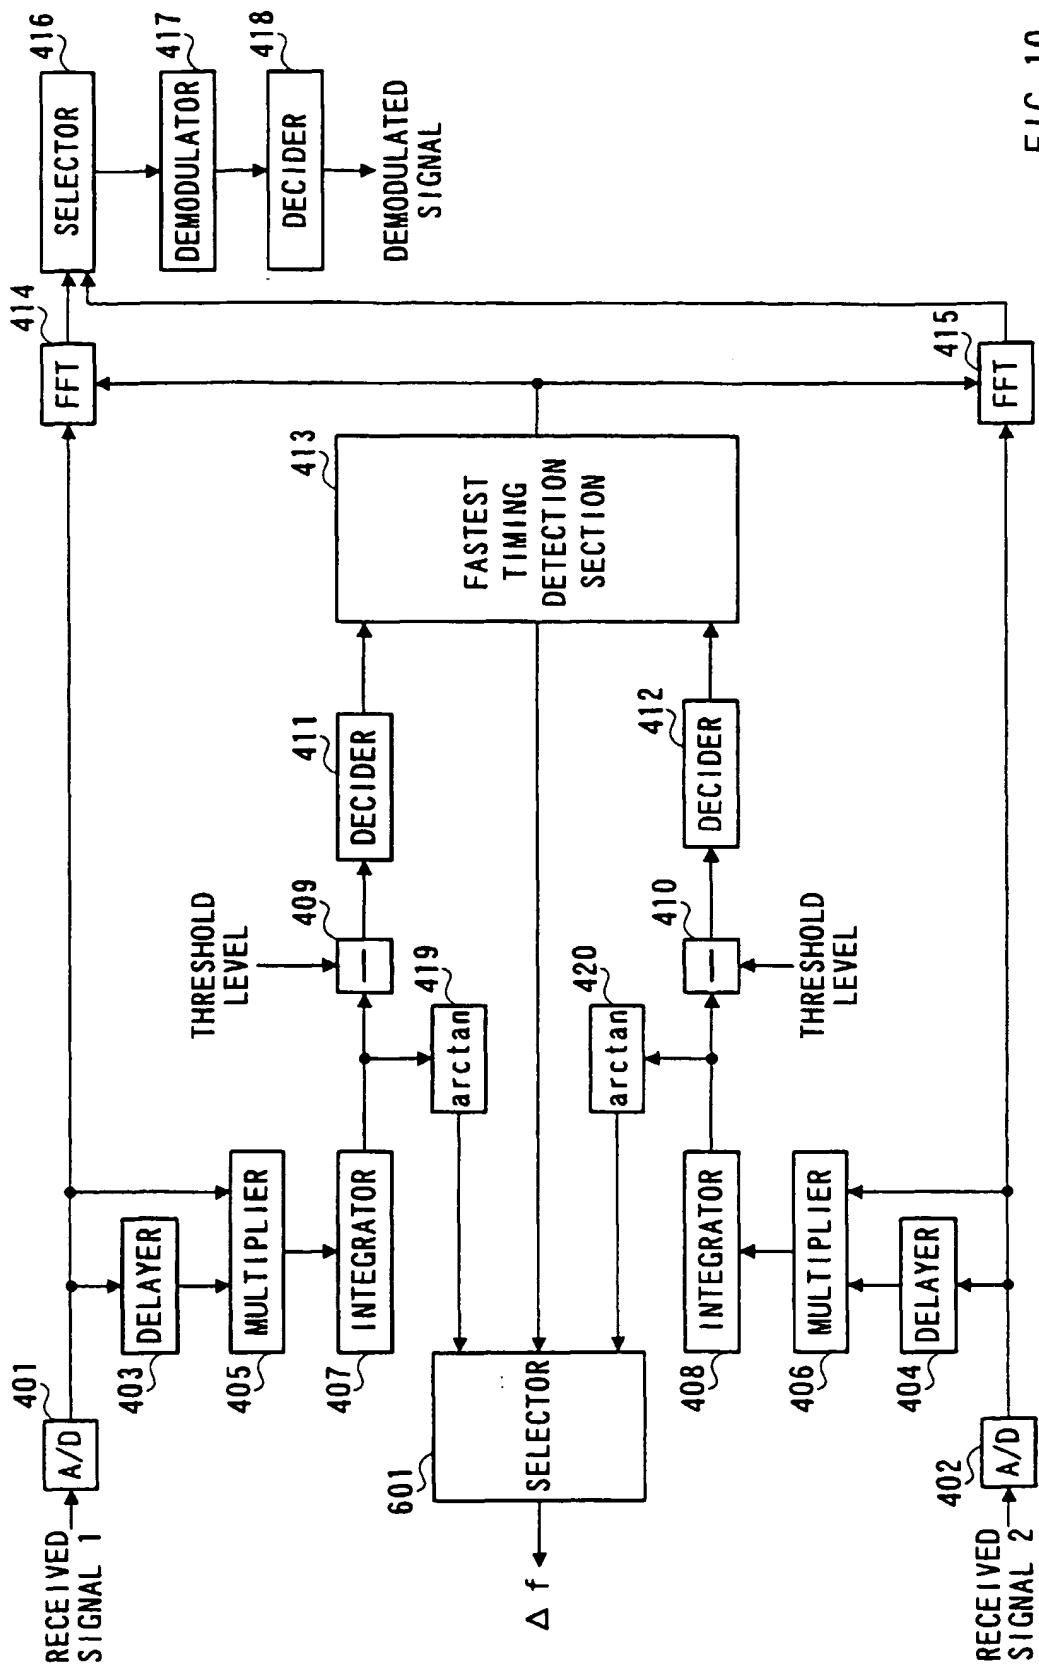 RECEIVED
SIGNAL 1
A/D
401
DELAYER
403
MULTIPLIER
405
INTEGRATOR
407
THRESHOLD
LEVEL
409
arctan
419
DECIDER
411
FASTEST
TIMING
DETECTION
SECTION
413
FFT
414
SELECTOR
416
DEMODULATOR
417
DECIDER
418
DEMODULATED
SIGNAL
SELECTOR
601
Δ f
RECEIVED
SIGNAL 2
A/D
402
DELAYER
404
MULTIPLIER
406
INTEGRATOR
408
arctan
420
410
THRESHOLD
LEVEL
DECIDER
412
FFT
415
FIG. 10